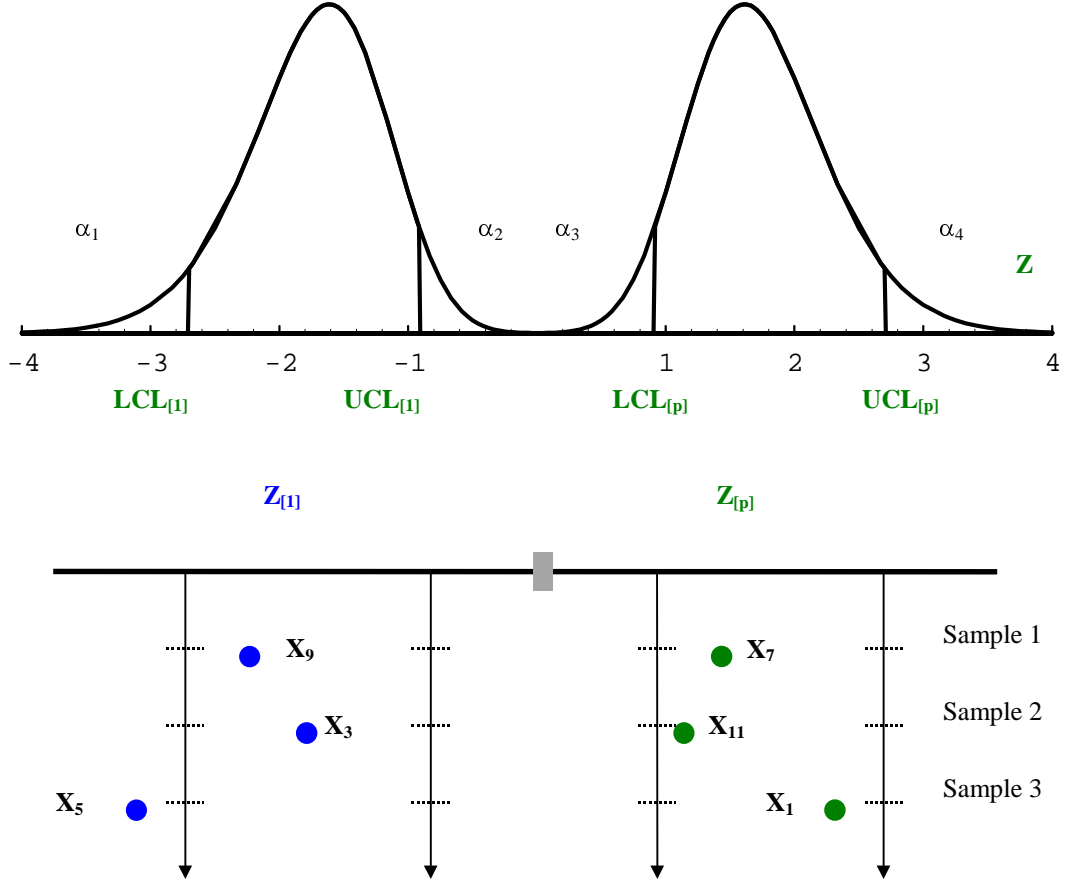 α₁ α₂ α₃ α₄
Z
-4 -3 -2 -1 1 2 3 4
LCL[1] UCL[1] LCL[p] UCL[p]
Z[1] Z[p]
Sample 1
X₉ X₇
Sample 2
X₃ X₁₁
Sample 3
X₅ X₁